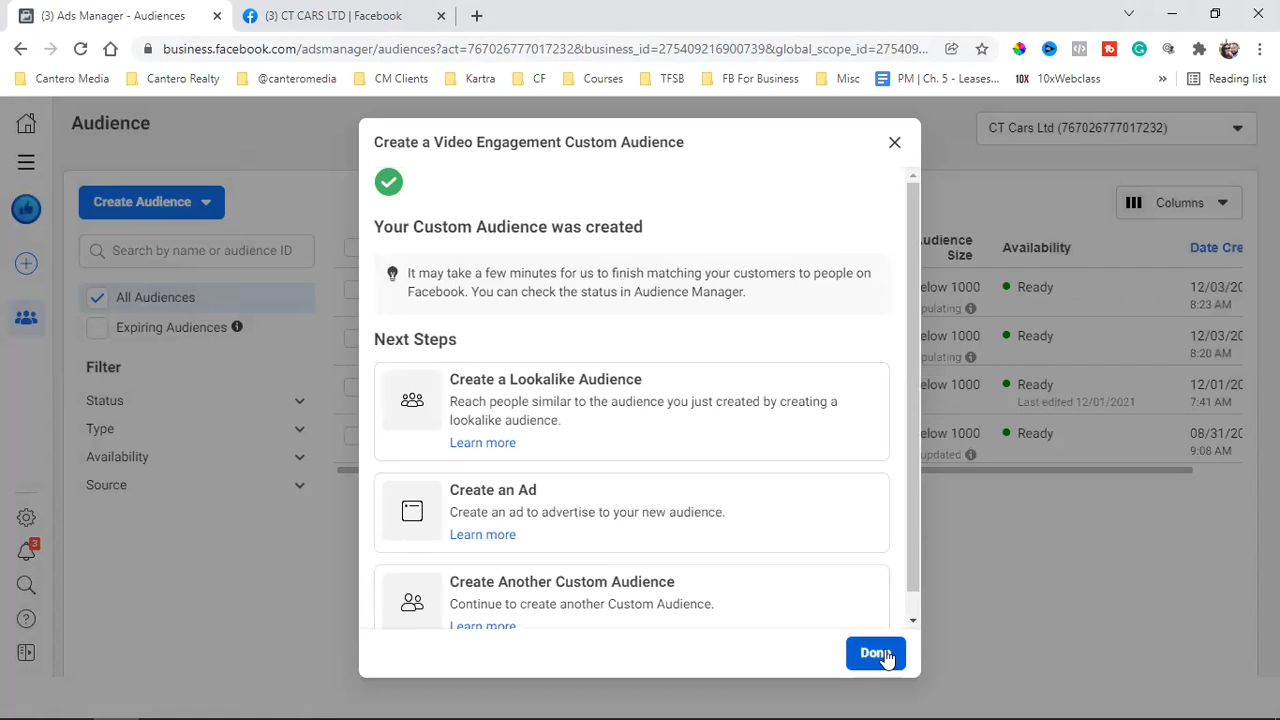 (3) Ads Manager - Audiences
(3) CT CARS LTD | Facebook
business.facebook.com/adsmanager/audiences?act=767026777017232&business_id=275409216900739&global_scope_id=275409...
Cantero Media
Cantero Realty
@canteromedia
CM Clients
Kartra
CF
Courses
TFSB
FB For Business
Misc
PM | Ch. 5 - Leases...
10X 10xWebclass
»
Reading list
Audience
CT Cars Ltd (767026777017232)
Create Audience
Columns
Search by name or audience ID
All Audiences
Expiring Audiences
Filter
Status
Type
Availability
Source
3
Create a Video Engagement Custom Audience
Your Custom Audience was created
It may take a few minutes for us to finish matching your customers to people on
Facebook. You can check the status in Audience Manager.
Next Steps
Create a Lookalike Audience
Reach people similar to the audience you just created by creating a
lookalike audience.
Learn more
Create an Ad
Create an ad to advertise to your new audience.
Learn more
Create Another Custom Audience
Continue to create another Custom Audience.
Learn more
Size
Availability
Date Cre
1000
Ready
12/03/20
8:23 AM
1000
Ready
12/03/20
8:20 AM
1000
Ready
12/01/20
Last edited 12/01/2021
7:41 AM
1000
Ready
08/31/20
9:08 AM